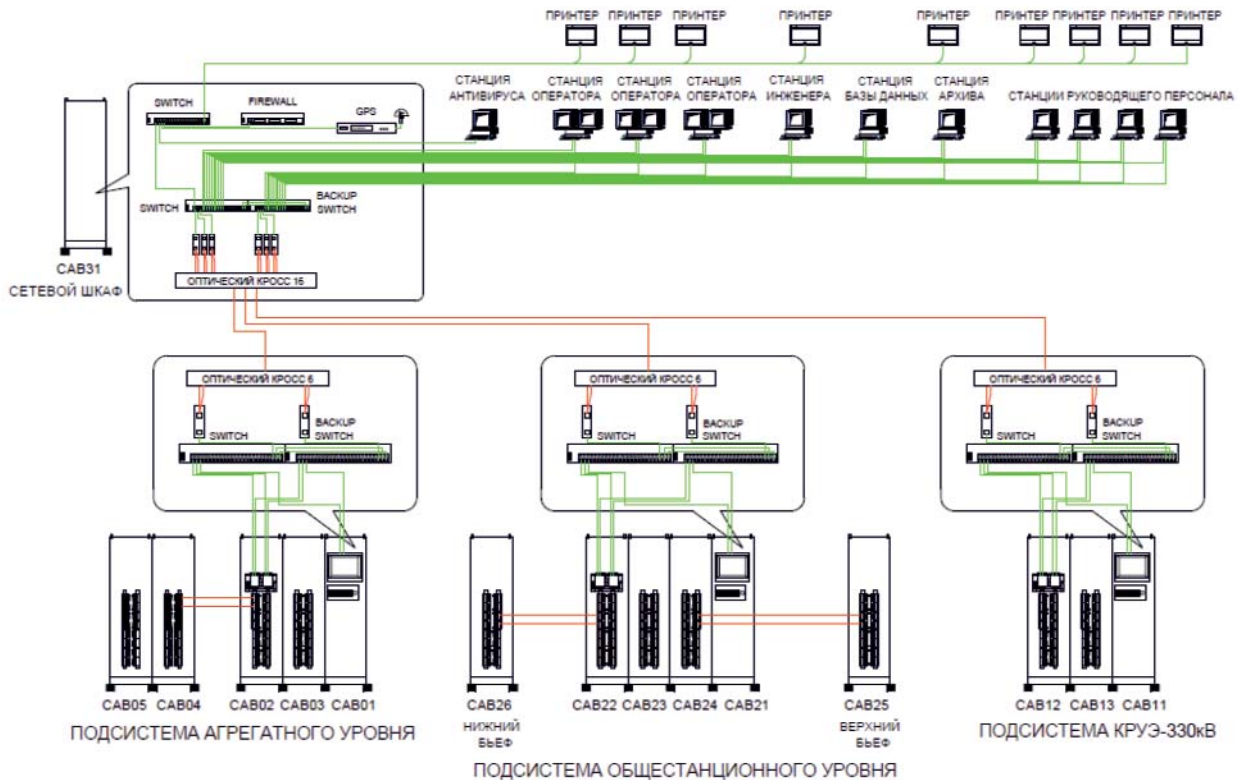 ПРИНТЕР ПРИНТЕР ПРИНТЕР ПРИНТЕР ПРИНТЕР ПРИНТЕР ПРИНТЕР ПРИНТЕР ПРИНТЕР
СТАНЦИЯ АНТИВИРУСА
СТАНЦИЯ ОПЕРАТОРА
СТАНЦИЯ ОПЕРАТОРА
СТАНЦИЯ ОПЕРАТОРА
СТАНЦИЯ ИНЖЕНЕРА
СТАНЦИЯ БАЗЫ ДАННЫХ
СТАНЦИЯ АРХИВА
СТАНЦИИ РУКОВОДЯЩЕГО ПЕРСОНАЛА
SWITCH
FIREWALL
GPS
SWITCH
BACKUP
SWITCH
ОПТИЧЕСКИЙ КРОСС 16
CAB31
СЕТЕВОЙ ШКАФ
ОПТИЧЕСКИЙ КРОСС 6
SWITCH
BACKUP
SWITCH
ОПТИЧЕСКИЙ КРОСС 6
SWITCH
BACKUP
SWITCH
ОПТИЧЕСКИЙ КРОСС 6
SWITCH
BACKUP
SWITCH
CAB05 CAB04 CAB02 CAB03 CAB01
ПОДСИСТЕМА АГРЕГАТНОГО УРОВНЯ
CAB26
НИЖНИЙ
БЬЕФ
CAB22 CAB23 CAB24 CAB21
CAB25
ВЕРХНИЙ
БЬЕФ
ПОДСИСТЕМА ОБЩЕСТАНЦИОННОГО УРОВНЯ
CAB12 CAB13 CAB11
ПОДСИСТЕМА КРУЭ-330кВ